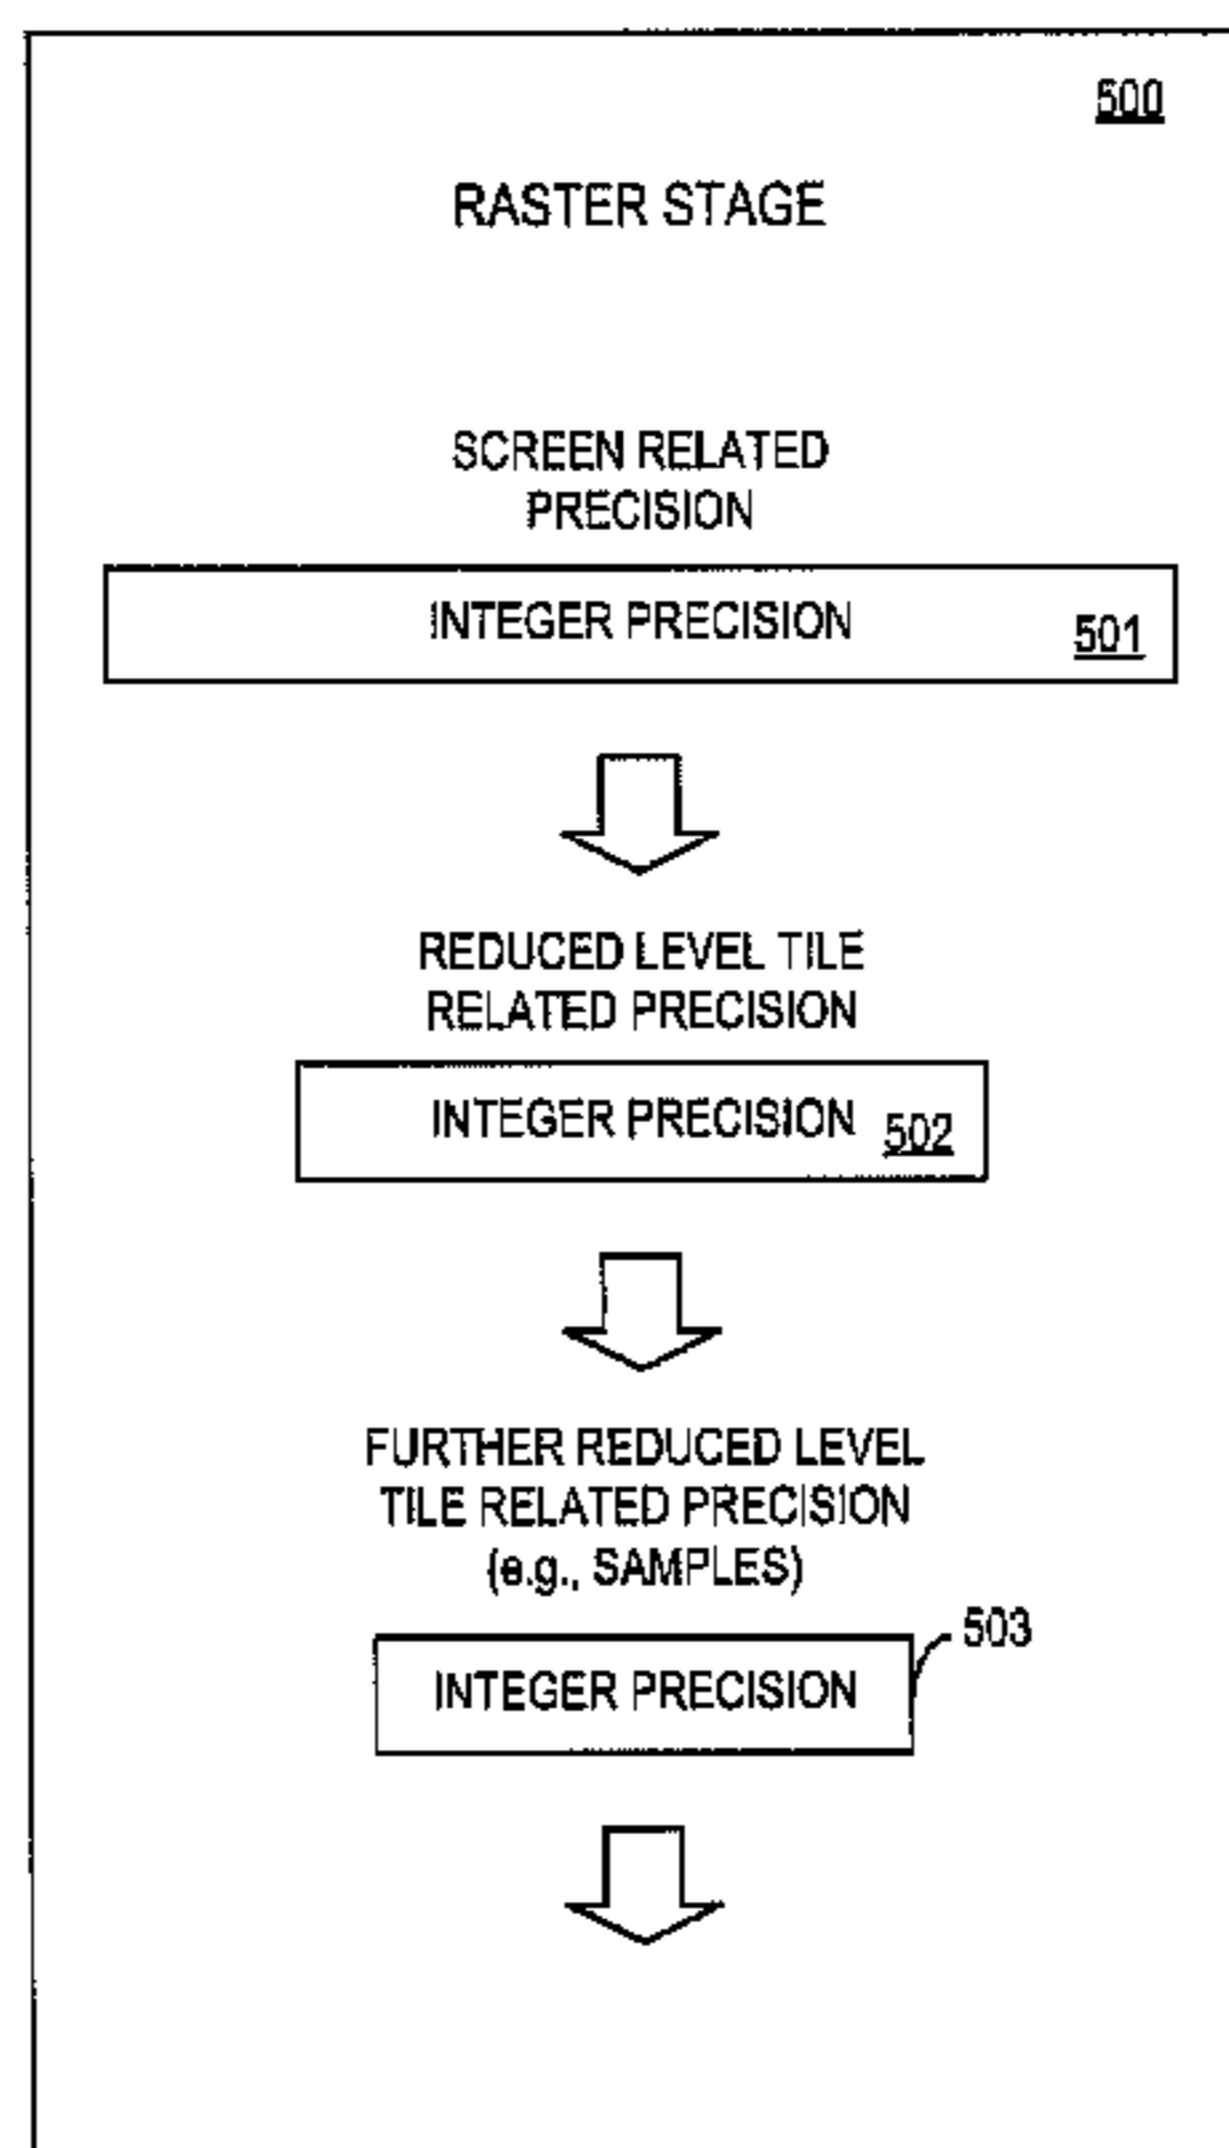 500
RASTER STAGE
SCREEN RELATED
PRECISION
INTEGER PRECISION
501
REDUCED LEVEL TILE
RELATED PRECISION
INTEGER PRECISION
502
FURTHER REDUCED LEVEL
TILE RELATED PRECISION
(e.g., SAMPLES)
503
INTEGER PRECISION